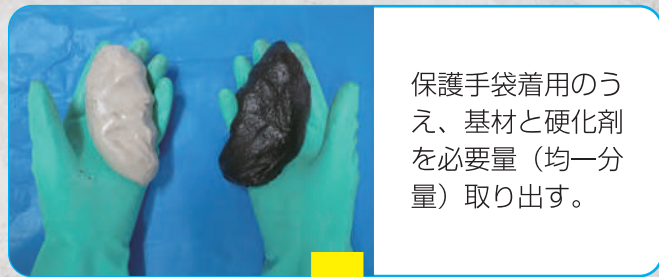 保護手袋着用のう
え、基材と硬化剤
を必要量（均一分
量）取り出す。